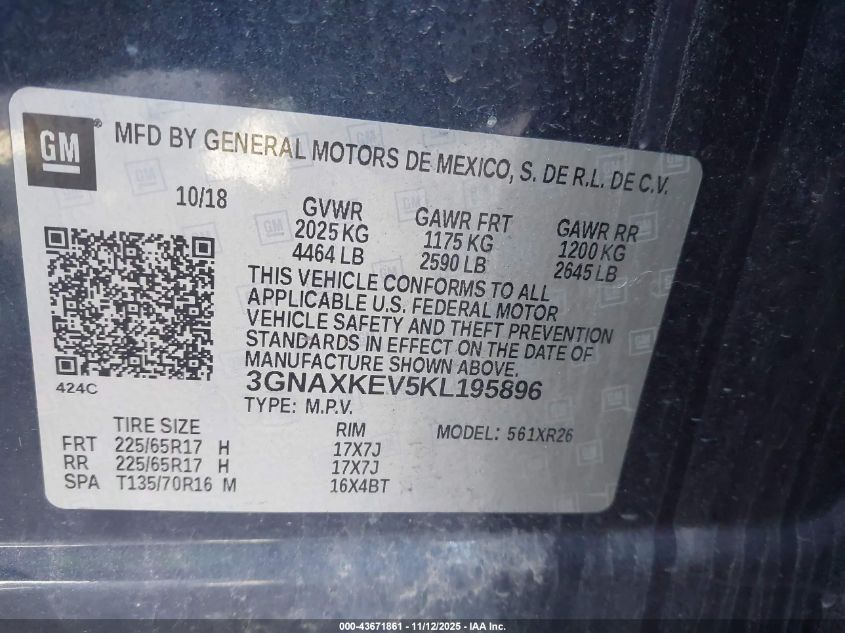 GM® MFD BY GENERAL MOTORS DE MEXICO, S. DE R.L. DE C.V.
10/18 GVWR GAWR FRT GAWR RR
2025 KG 1175 KG 1200 KG
4464 LB 2590 LB 2645 LB
THIS VEHICLE CONFORMS TO ALL
APPLICABLE U.S. FEDERAL MOTOR
VEHICLE SAFETY AND THEFT PREVENTION
STANDARDS IN EFFECT ON THE DATE OF
MANUFACTURE SHOWN ABOVE.
424C
3GNAXKEV5KL195896
TYPE: M.P.V.
TIRE SIZE RIM MODEL: 561XR26
FRT 225/65R17 H 17X7J
RR 225/65R17 H 17X7J
SPA T135/70R16 M 16X4BT
000-43671861 - 11/12/2025 - IAA Inc.